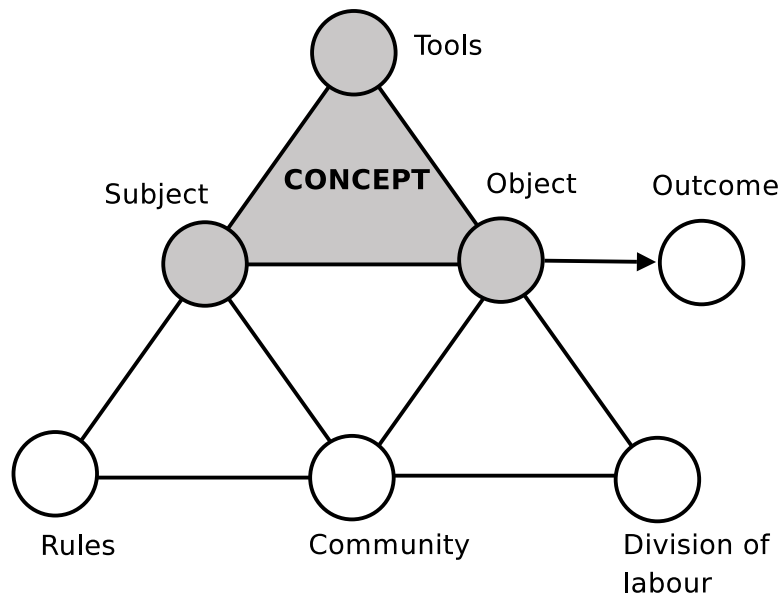 Tools
CONCEPT
Subject
Object
Outcome
Rules
Community
Division of
labour